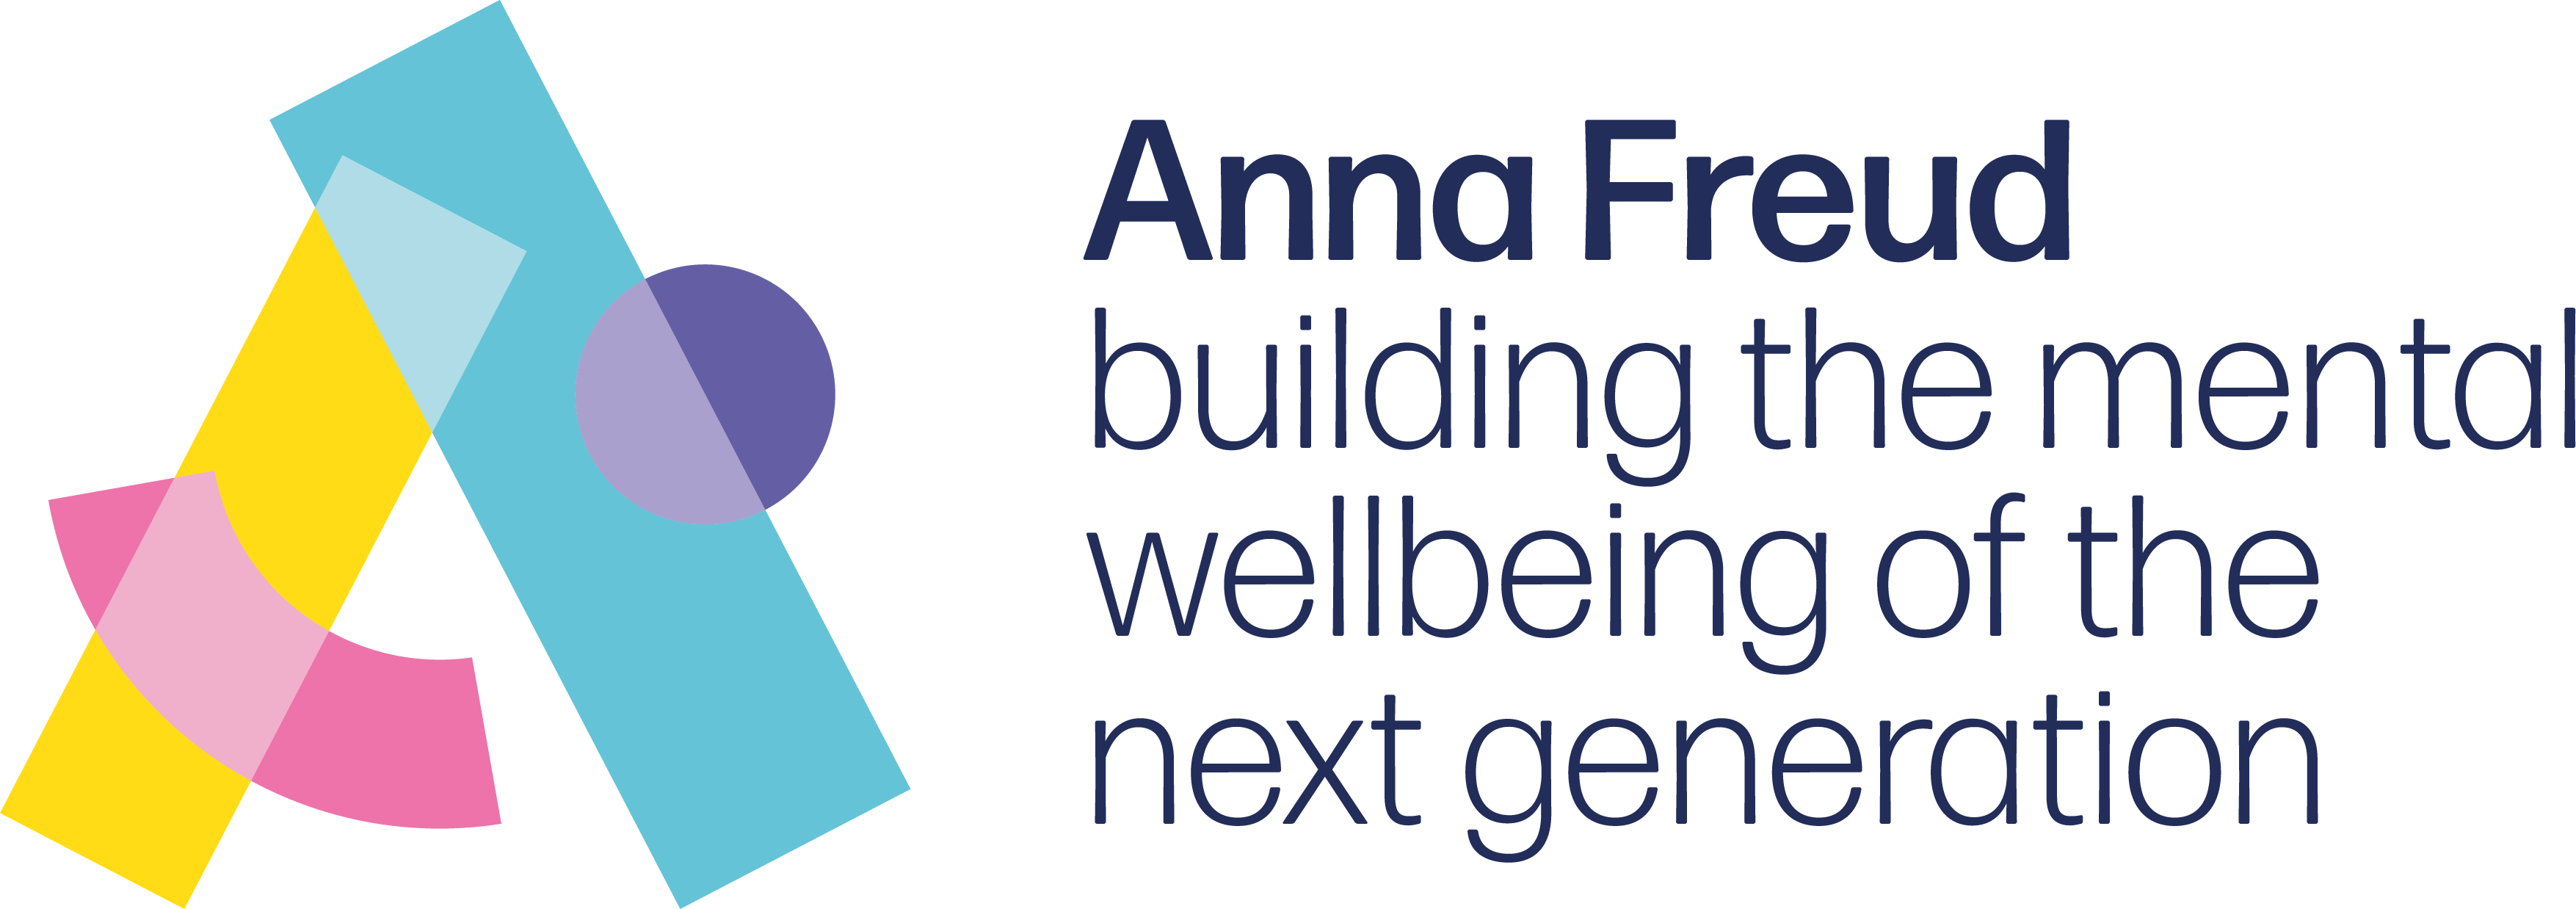 Anna Freud
building the mental
wellbeing of the
next generation